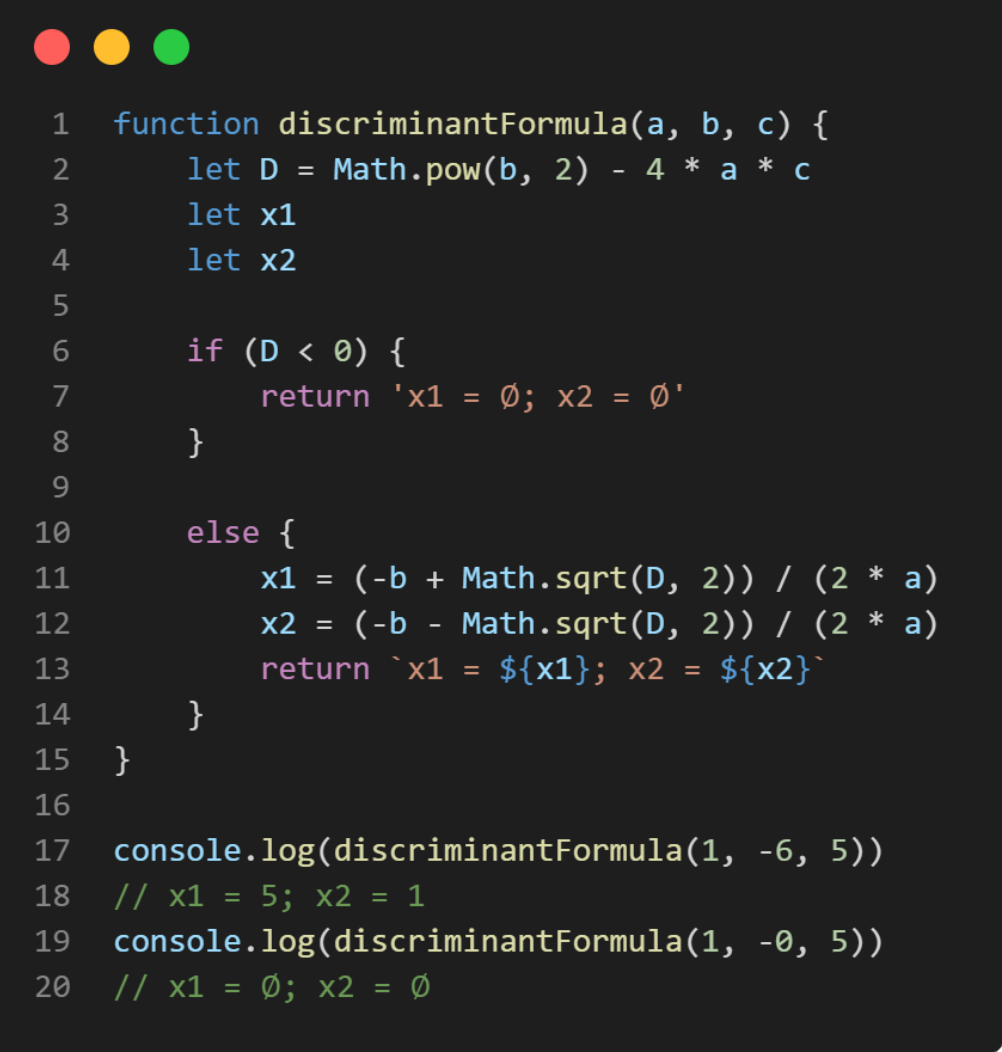 1 function discriminantFormula(a, b, c) {
2     let D = Math.pow(b, 2) - 4 * a * c
3     let x1
4     let x2
5
6     if (D < 0) {
7         return 'x1 = Ø; x2 = Ø'
8     }
9
10     else {
11         x1 = (-b + Math.sqrt(D, 2)) / (2 * a)
12         x2 = (-b - Math.sqrt(D, 2)) / (2 * a)
13         return `x1 = ${x1}; x2 = ${x2}`
14     }
15 }
16
17 console.log(discriminantFormula(1, -6, 5))
18 // x1 = 5; x2 = 1
19 console.log(discriminantFormula(1, -0, 5))
20 // x1 = Ø; x2 = Ø